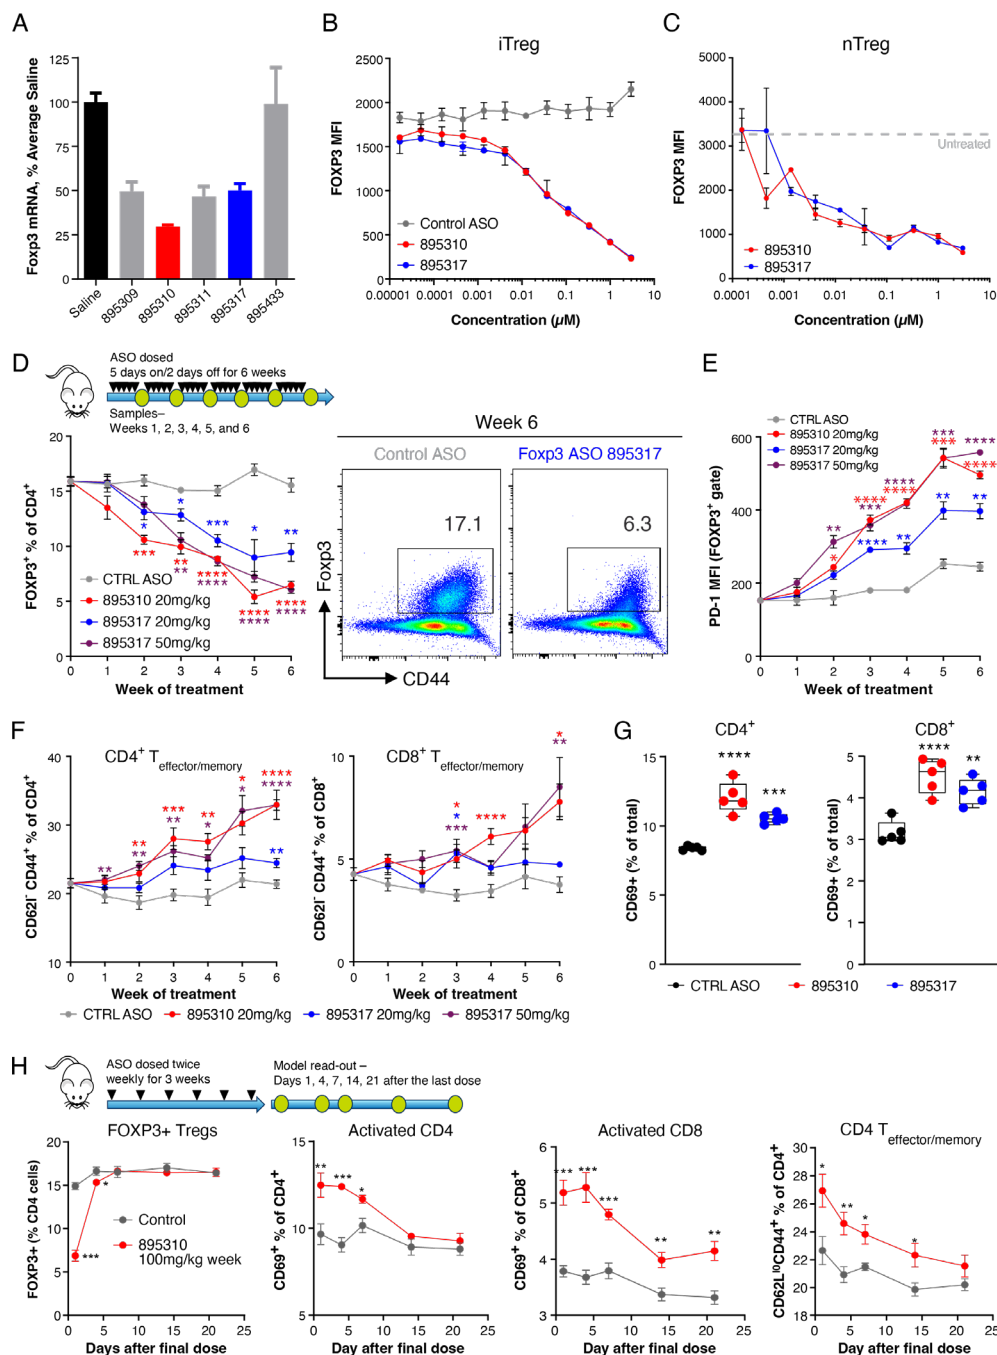 A
Foxp3 mRNA, % Average Saline
125
100
75
50
25
0
Saline
895309
895310
895311
895317
895433
B
iTreg
FOXP3 MFI
2500
2000
1500
1000
500
0
Control ASO
895310
895317
0.00001
0.001
0.01
0.1
1
10
Concentration (µM)
C
nTreg
FOXP3 MFI
5000
4000
3000
2000
1000
0
Untreated
895310
895317
0.0001
0.001
0.01
0.1
1
10
Concentration (µM)
D
ASO dosed
5 days on/2 days off for 6 weeks
Samples–
Weeks 1, 2, 3, 4, 5, and 6
FOXP3+ % of CD4+
20
15
10
5
0
* *** * **
*
*** ** ** **** **** **** **** **** ****
CTRL ASO
895310 20mg/kg
895317 20mg/kg
895317 50mg/kg
0 1 2 3 4 5 6
Week of treatment
Week 6
Control ASO
Foxp3 ASO 895317
17.1
6.3
Foxp3
CD44
E
PD-1 MFI (FOXP3+ gate)
600
400
200
0
CTRL ASO
895310 20mg/kg
895317 20mg/kg
895317 50mg/kg
*** ****
*** ****
**** **** *** ****
** ** **
* **** **
0 1 2 3 4 5 6
Week of treatment
F
CD4+ T effector/memory
CD62l- CD44+ % of CD4+
40
30
20
10
** ** ** *** ** ** * * * **** **** **
0 1 2 3 4 5 6
Week of treatment
CD8+ T effector/memory
CD62l- CD44+ % of CD8+
10
5
0
* * *** **** * **
0 1 2 3 4 5 6
Week of treatment
CTRL ASO
895310 20mg/kg
895317 20mg/kg
895317 50mg/kg
G
CD4+
CD69+ (% of total)
15
10
5
0
****
***
CD8+
CD69+ (% of total)
5
4
3
2
1
****
**
CTRL ASO
895310
895317
H
ASO dosed twice
weekly for 3 weeks
Model read-out –
Days 1, 4, 7, 14, 21 after the last dose
FOXP3+ Tregs
FOXP3+ (% CD4 cells)
20
15
10
5
0
*
***
Control
895310
100mg/kg week
0 5 10 15 20 25
Days after final dose
Activated CD4
CD69+ % of CD4+
15
10
5
** *** *
0 5 10 15 20 25
Day after final dose
Activated CD8
CD69+ % of CD8+
6
5
4
3
*** *** *** ** **
0 5 10 15 20 25
Day after final dose
CD4 T effector/memory
CD62Llo CD44+ % of CD4+
30
28
26
24
22
20
18
* ** * *
0 5 10 15 20 25
Day after final dose